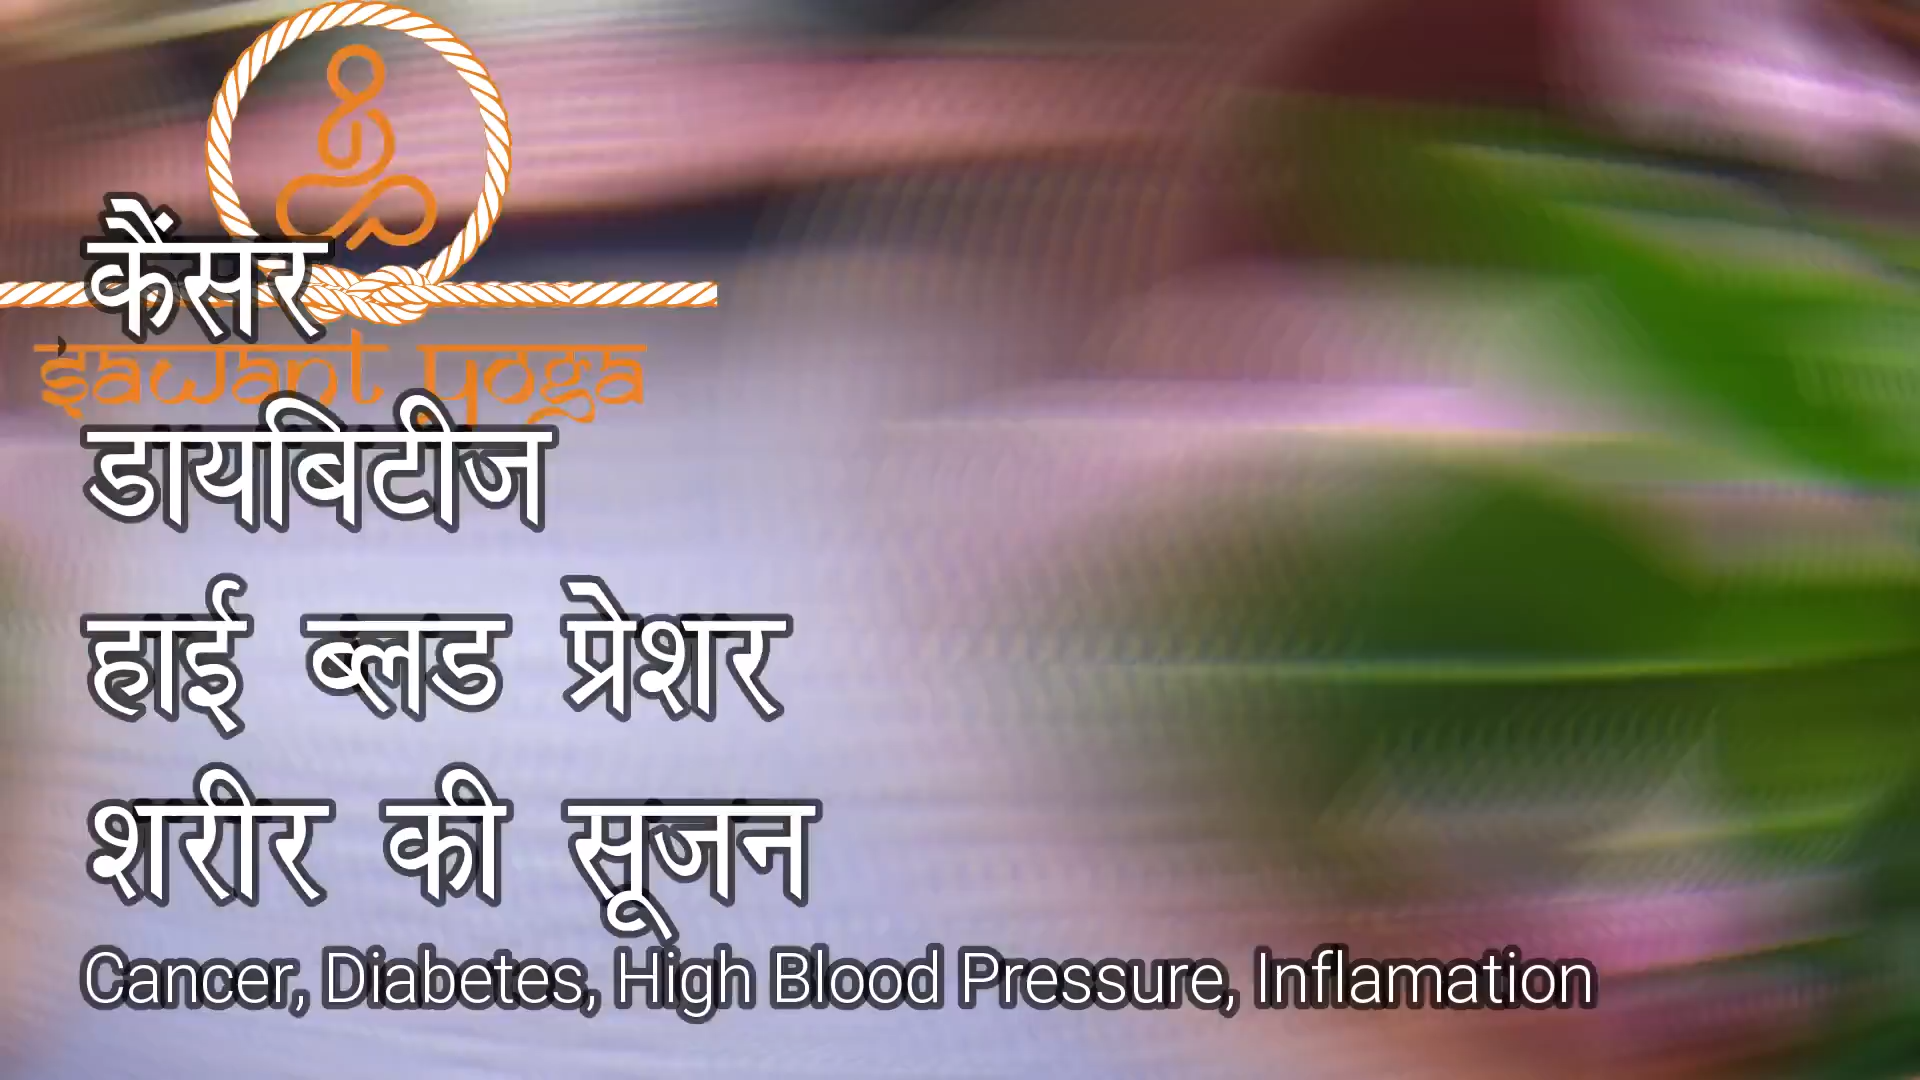 कैंसर
sawant yoga
डायबिटीज
हाई ब्लड प्रेशर
शरीर की सूजन
Cancer, Diabetes, High Blood Pressure, Inflamation